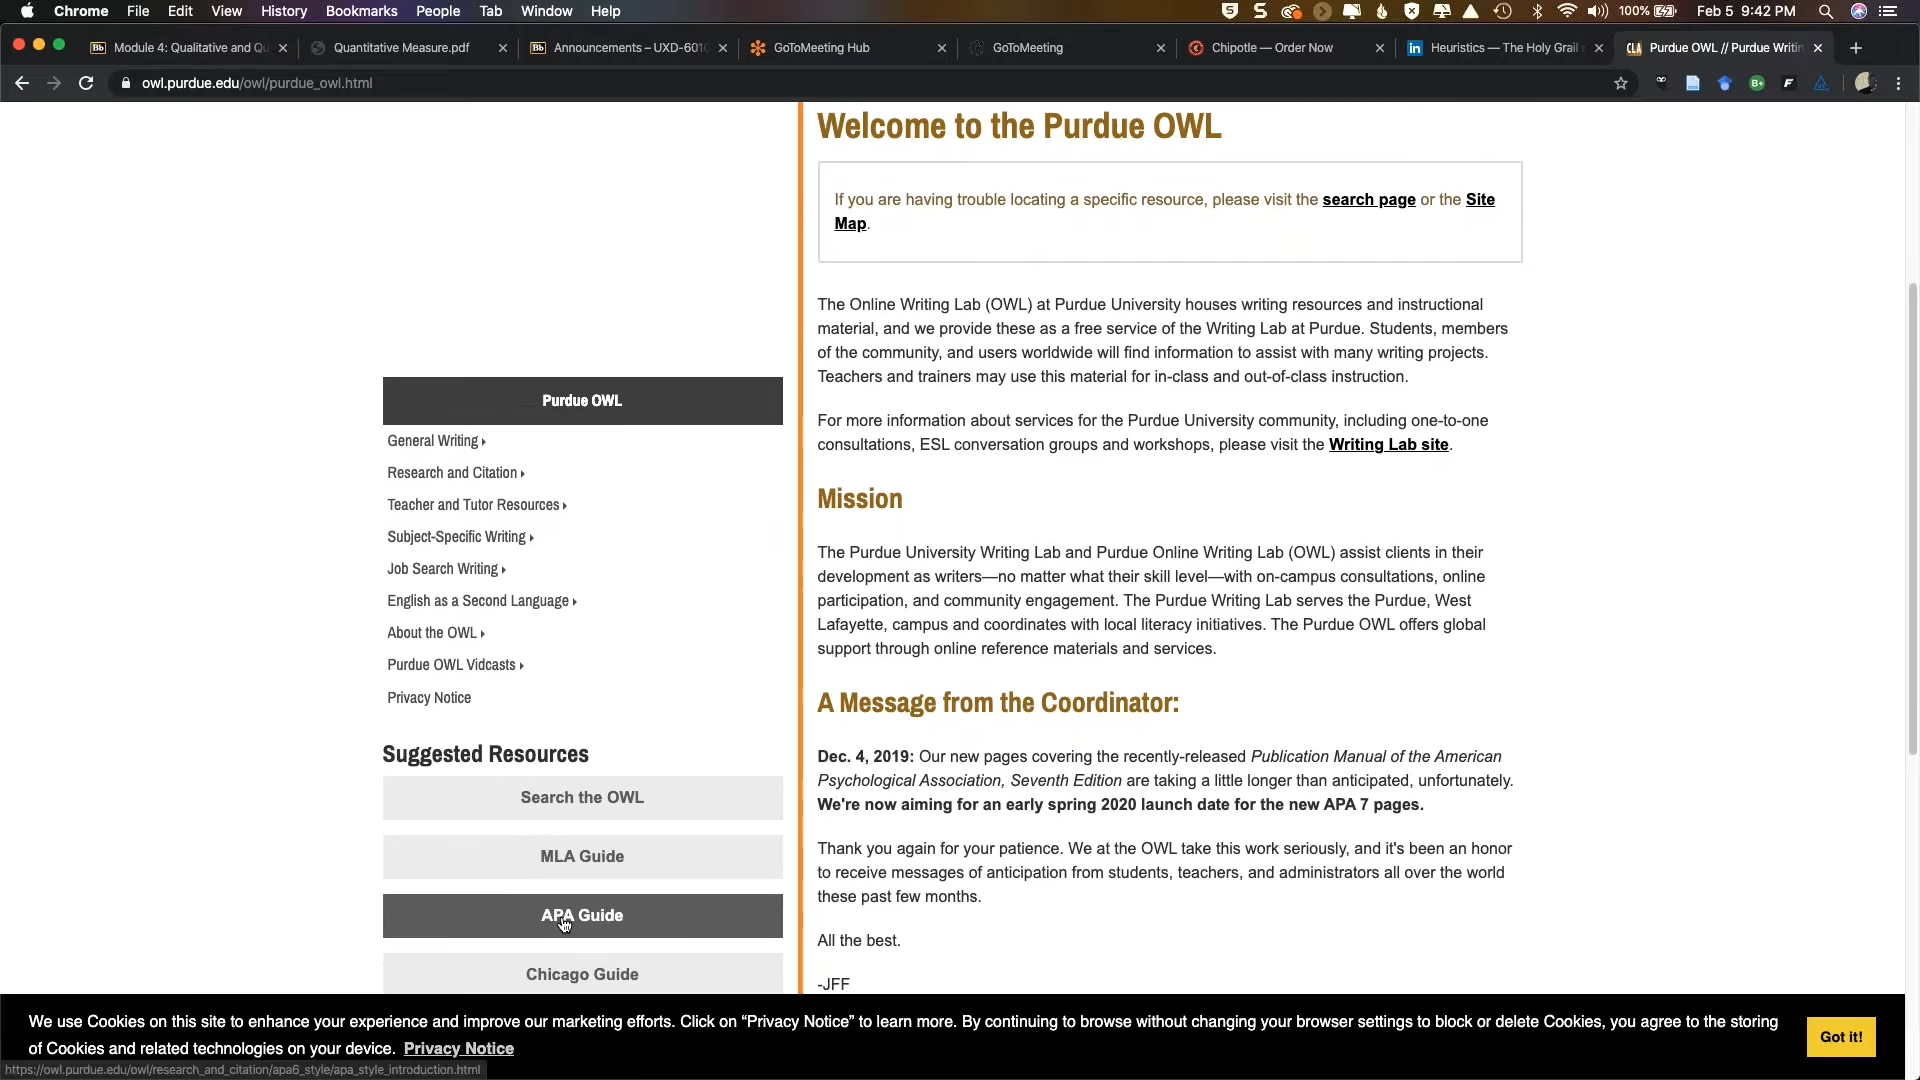 Chrome File Edit View History Bookmarks People Tab Window Help
100% Feb 5 9:42 PM
Module 4: Qualitative and Qu
Quantitative Measure.pdf
Announcements – UXD-601
GoToMeeting Hub
GoToMeeting
Chipotle — Order Now
Heuristics — The Holy Grail
Purdue OWL // Purdue Writin
owl.purdue.edu/owl/purdue_owl.html
Purdue OWL
General Writing
Research and Citation
Teacher and Tutor Resources
Subject-Specific Writing
Job Search Writing
English as a Second Language
About the OWL
Purdue OWL Vidcasts
Privacy Notice
Suggested Resources
Search the OWL
MLA Guide
APA Guide
Chicago Guide
Welcome to the Purdue OWL
If you are having trouble locating a specific resource, please visit the search page or the Site
Map.
The Online Writing Lab (OWL) at Purdue University houses writing resources and instructional
material, and we provide these as a free service of the Writing Lab at Purdue. Students, members
of the community, and users worldwide will find information to assist with many writing projects.
Teachers and trainers may use this material for in-class and out-of-class instruction.
For more information about services for the Purdue University community, including one-to-one
consultations, ESL conversation groups and workshops, please visit the Writing Lab site.
Mission
The Purdue University Writing Lab and Purdue Online Writing Lab (OWL) assist clients in their
development as writers—no matter what their skill level—with on-campus consultations, online
participation, and community engagement. The Purdue Writing Lab serves the Purdue, West
Lafayette, campus and coordinates with local literacy initiatives. The Purdue OWL offers global
support through online reference materials and services.
A Message from the Coordinator:
Dec. 4, 2019: Our new pages covering the recently-released Publication Manual of the American
Psychological Association, Seventh Edition are taking a little longer than anticipated, unfortunately.
We're now aiming for an early spring 2020 launch date for the new APA 7 pages.
Thank you again for your patience. We at the OWL take this work seriously, and it's been an honor
to receive messages of anticipation from students, teachers, and administrators all over the world
these past few months.
All the best.
-JFF
We use Cookies on this site to enhance your experience and improve our marketing efforts. Click on “Privacy Notice” to learn more. By continuing to browse without changing your browser settings to block or delete Cookies, you agree to the storing
of Cookies and related technologies on your device. Privacy Notice
Got it!
https://owl.purdue.edu/owl/research_and_citation/apa6_style/apa_style_introduction.html